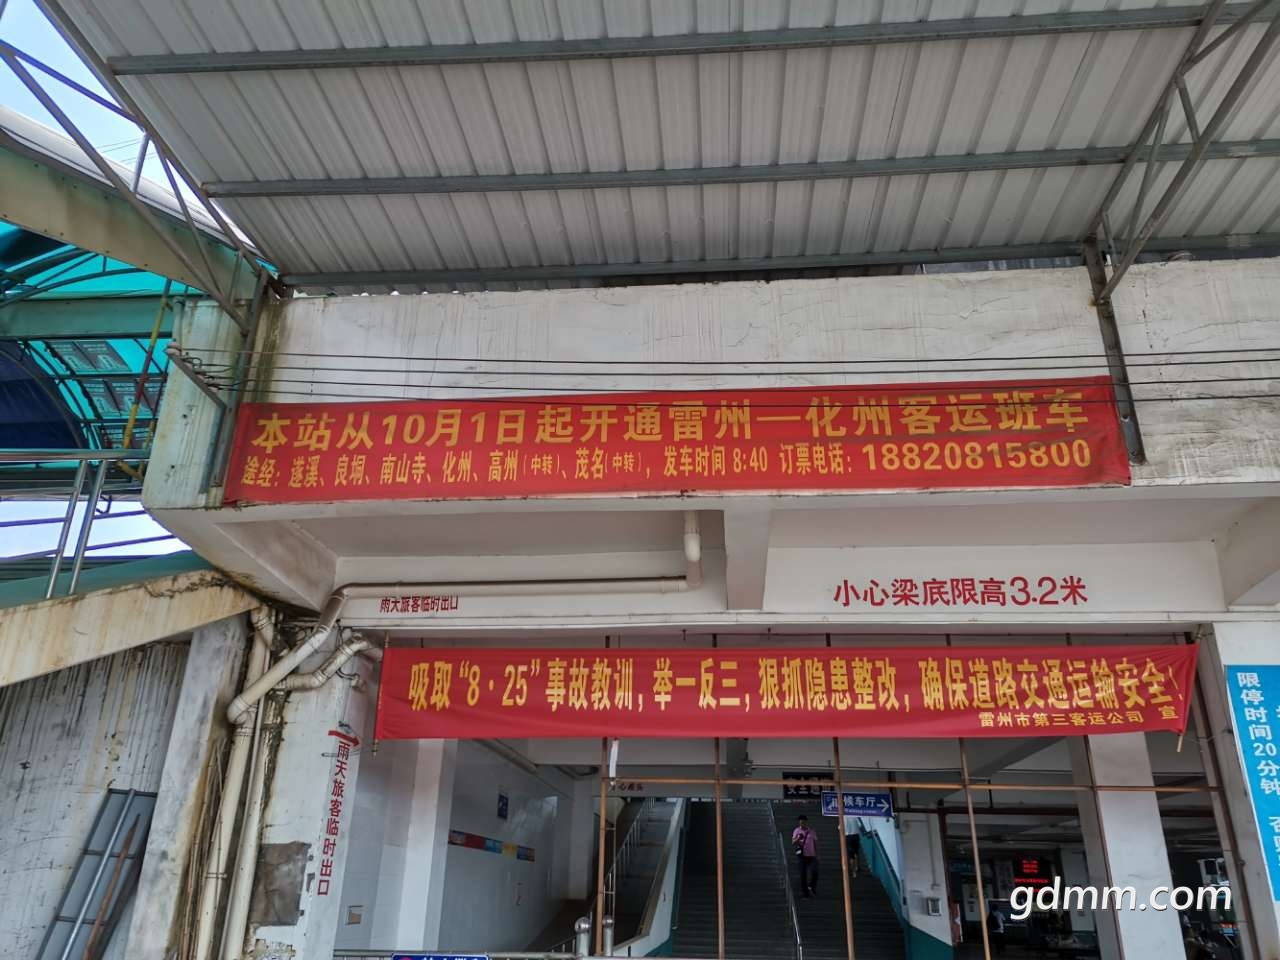 本站从10月1日起开通雷州—化州客运班车
途经：遂溪、良垌、南山寺、化州、高州（中转）、茂名（中转），发车时间 8:40 订票电话：18820815800
小心梁底限高3.2米
雨天旅客临时出口
吸取“8·25”事故教训，举一反三，狠抓隐患整改，确保道路交通运输安全！
雷州市第三客运公司 宣
限停时间20分钟
雨天旅客临时出口
候车厅
gdmm.com